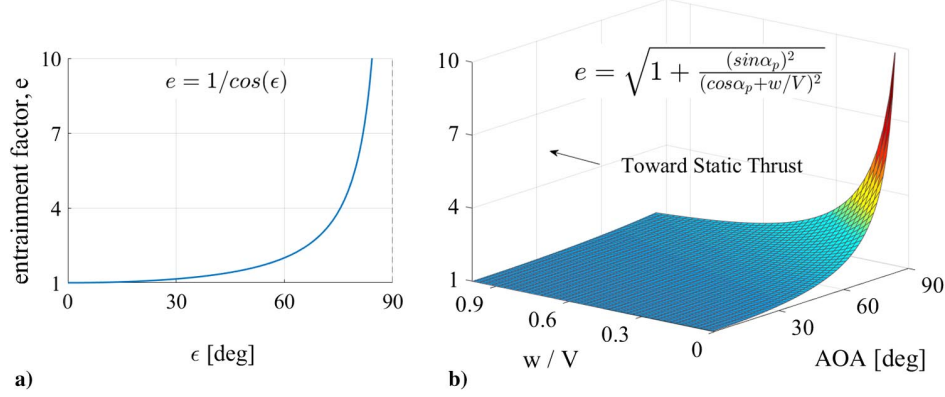 10
7
4
1
entrainment factor, e
e = 1/cos(ϵ)
0
30
60
90
ϵ [deg]
a)
10
7
4
1
e = √(1 + (sinα_p)^2 / (cosα_p + w/V)^2)
Toward Static Thrust
0.9
0.6
0.3
0
w / V
30
60
90
AOA [deg]
b)